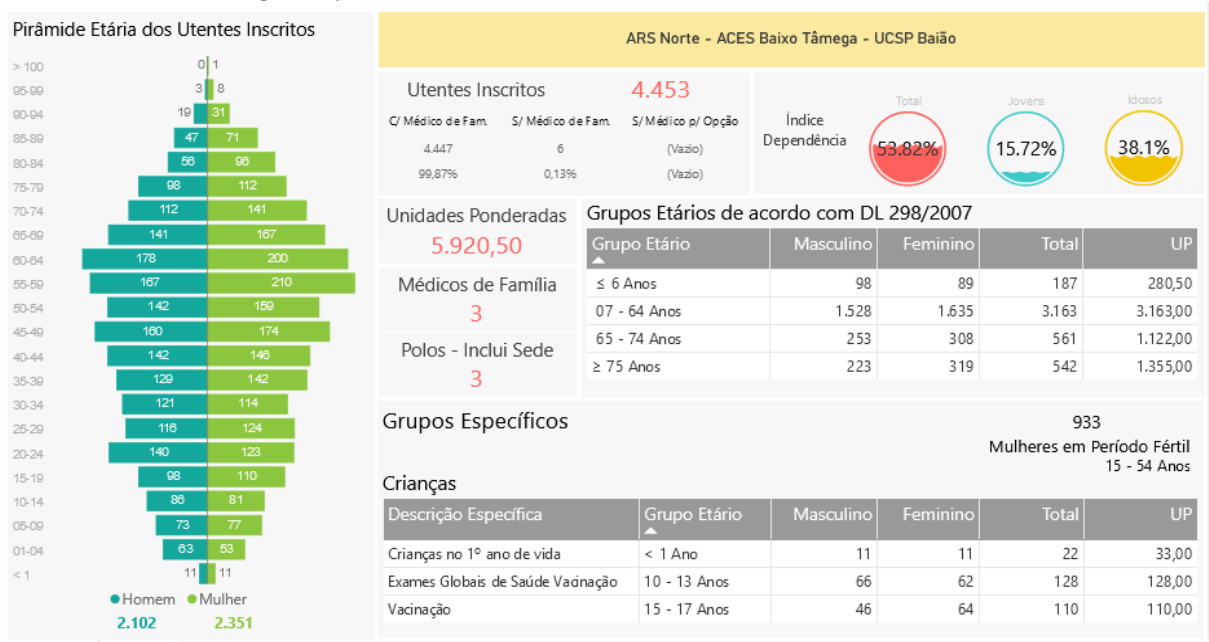 Pirâmide Etária dos Utentes Inscritos
> 100 0 1
95-99 3 8
90-94 19 31
85-89 47 71
80-84 56 96
75-79 98 112
70-74 112 141
65-69 141 167
60-64 178 200
55-59 167 210
50-54 142 159
45-49 160 174
40-44 142 146
35-39 129 142
30-34 121 114
25-29 116 124
20-24 140 123
15-19 98 110
10-14 86 81
05-09 73 77
01-04 63 53
< 1 11 11
Homem Mulher
2.102 2.351
ARS Norte - ACES Baixo Tâmega - UCSP Baião
Utentes Inscritos 4.453
C/ Médico de Fam. S/ Médico de Fam. S/ Médico p/ Opção
4.447 6 (Vazio)
99,87% 0,13% (Vazio)
Índice Dependência
Total Jovens Idosos
53.82% 15.72% 38.1%
Unidades Ponderadas
5.920,50
Médicos de Família
3
Polos - Inclui Sede
3
Grupos Etários de acordo com DL 298/2007
Grupo Etário Masculino Feminino Total UP
≤ 6 Anos 98 89 187 280,50
07 - 64 Anos 1.528 1.635 3.163 3.163,00
65 - 74 Anos 253 308 561 1.122,00
≥ 75 Anos 223 319 542 1.355,00
Grupos Específicos
933
Mulheres em Período Fértil
15 - 54 Anos
Crianças
Descrição Específica Grupo Etário Masculino Feminino Total UP
Crianças no 1º ano de vida < 1 Ano 11 11 22 33,00
Exames Globais de Saúde Vacinação 10 - 13 Anos 66 62 128 128,00
Vacinação 15 - 17 Anos 46 64 110 110,00